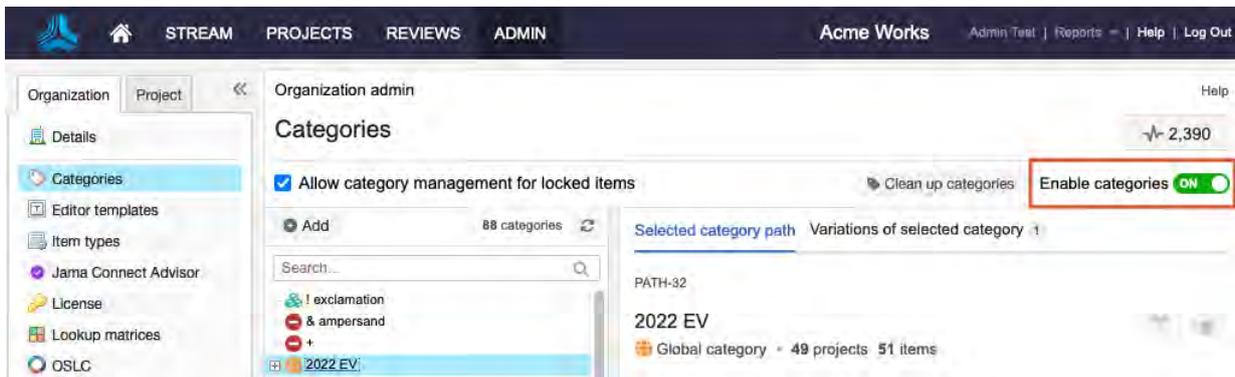 STREAM PROJECTS REVIEWS ADMIN Acme Works Admin Test | Reports | Help | Log Out
Organization Project « Organization admin Help
Details Categories 2,390
Categories Allow category management for locked items Clean up categories Enable categories ON
Editor templates Add 88 categories Selected category path Variations of selected category 1
Item types
Jama Connect Advisor Search... PATH-32
License ! exclamation
& ampersand 2022 EV
Lookup matrices + Global category • 49 projects 51 items
OSLC 2022 EV